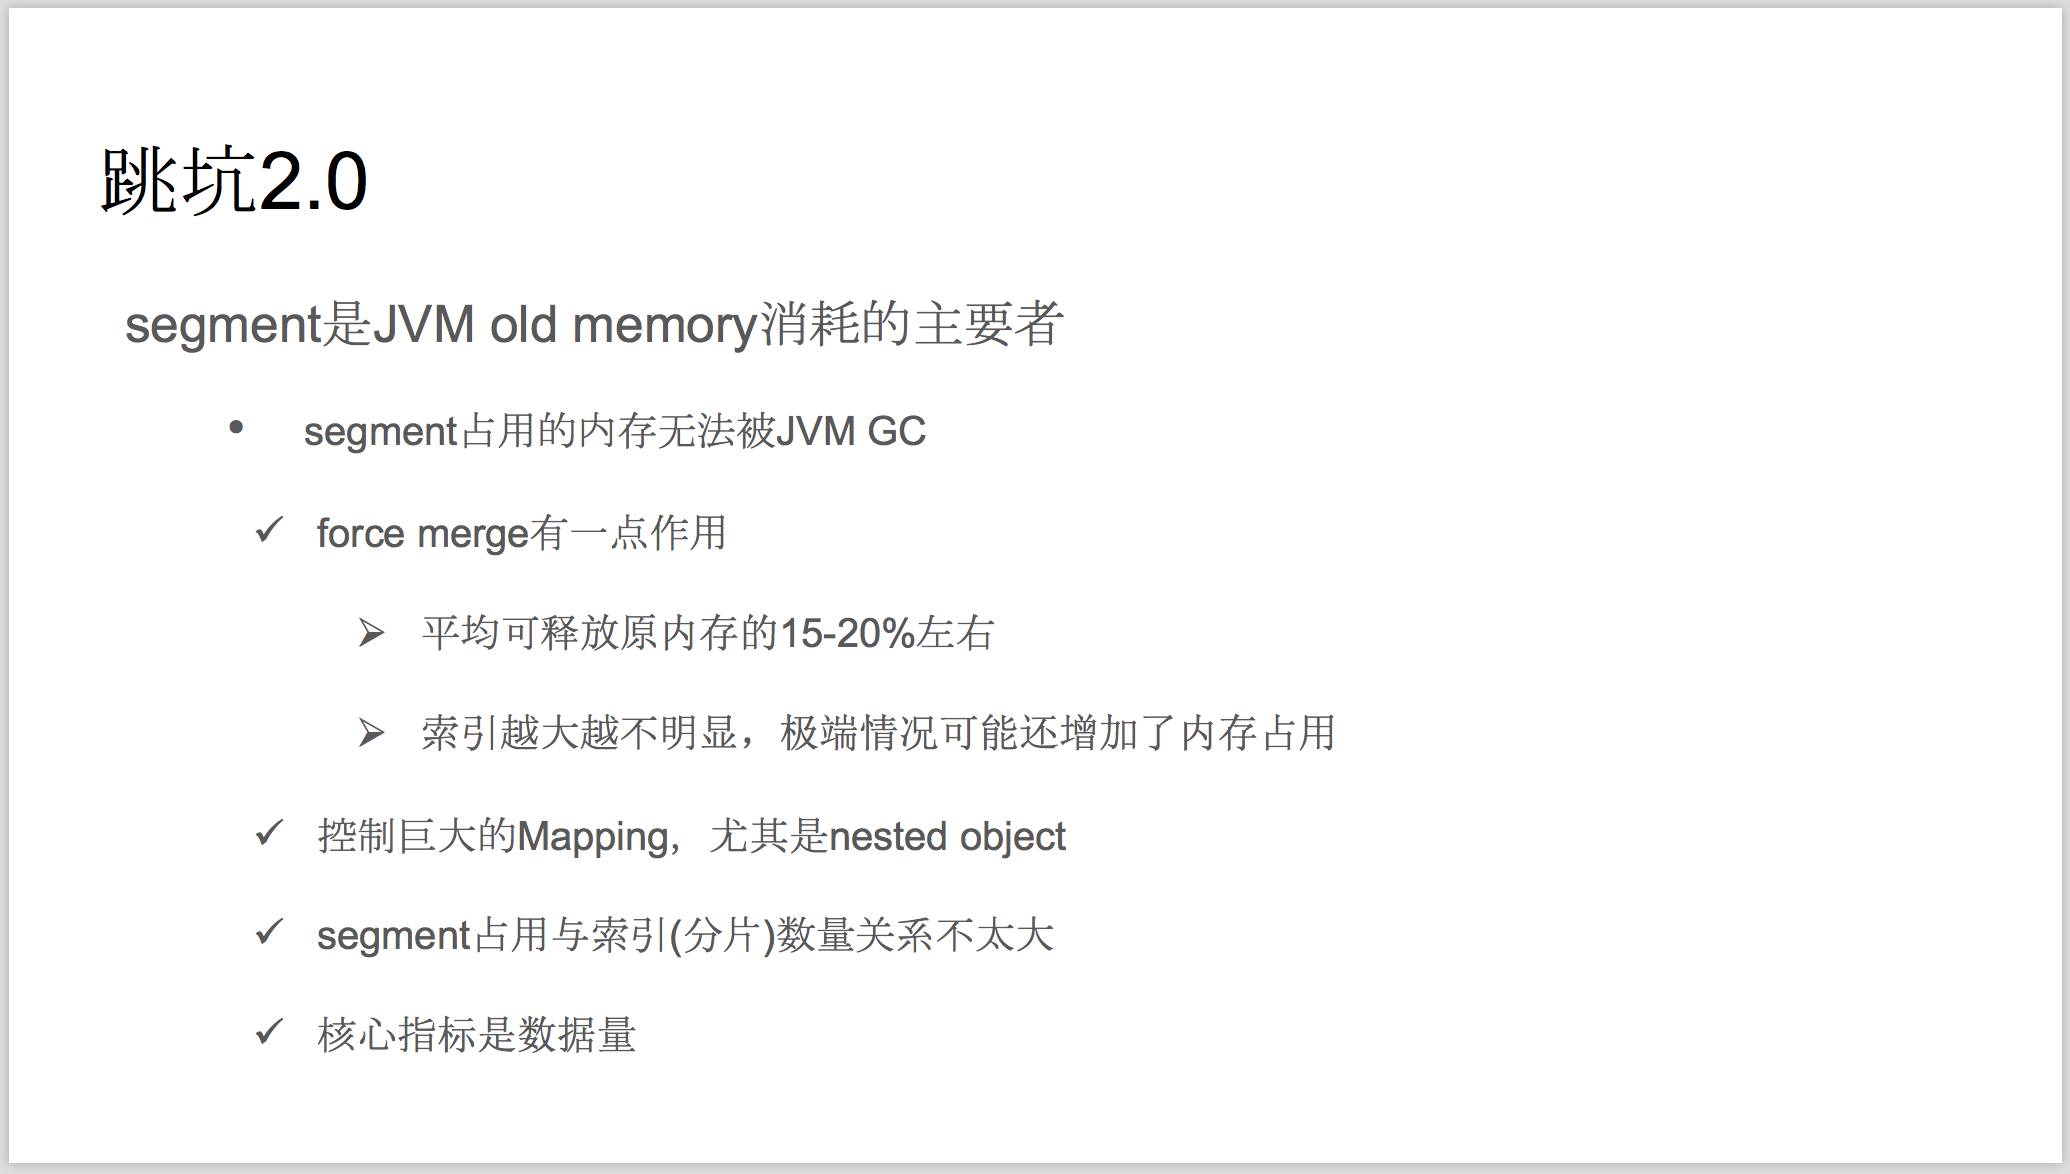 跳坑2.0
segment是JVM old memory消耗的主要者
• segment占用的内存无法被JVM GC
✓ force merge有一点作用
➢ 平均可释放原内存的15-20%左右
➢ 索引越大越不明显，极端情况可能还增加了内存占用
✓ 控制巨大的Mapping，尤其是nested object
✓ segment占用与索引(分片)数量关系不太大
✓ 核心指标是数据量